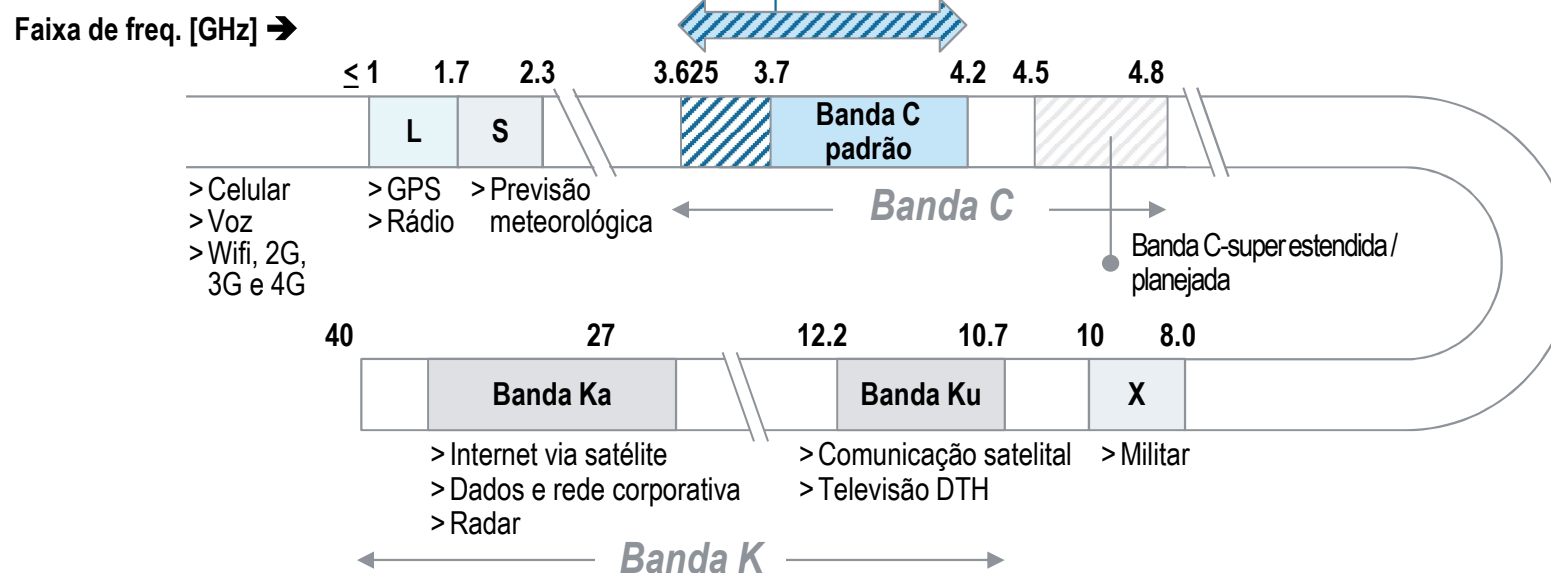 Faixa de freq. [GHz] ➔
≤ 1 1.7 2.3 3.625 3.7 4.2 4.5 4.8
L S Banda C
padrão
> Celular
> Voz
> Wifi, 2G,
3G e 4G
> GPS
> Rádio
> Previsão
meteorológica
Banda C
Banda C-super estendida /
planejada
40 27 12.2 10.7 10 8.0
Banda Ka Banda Ku X
> Internet via satélite
> Dados e rede corporativa
> Radar
> Comunicação satelital
> Televisão DTH
> Militar
Banda K